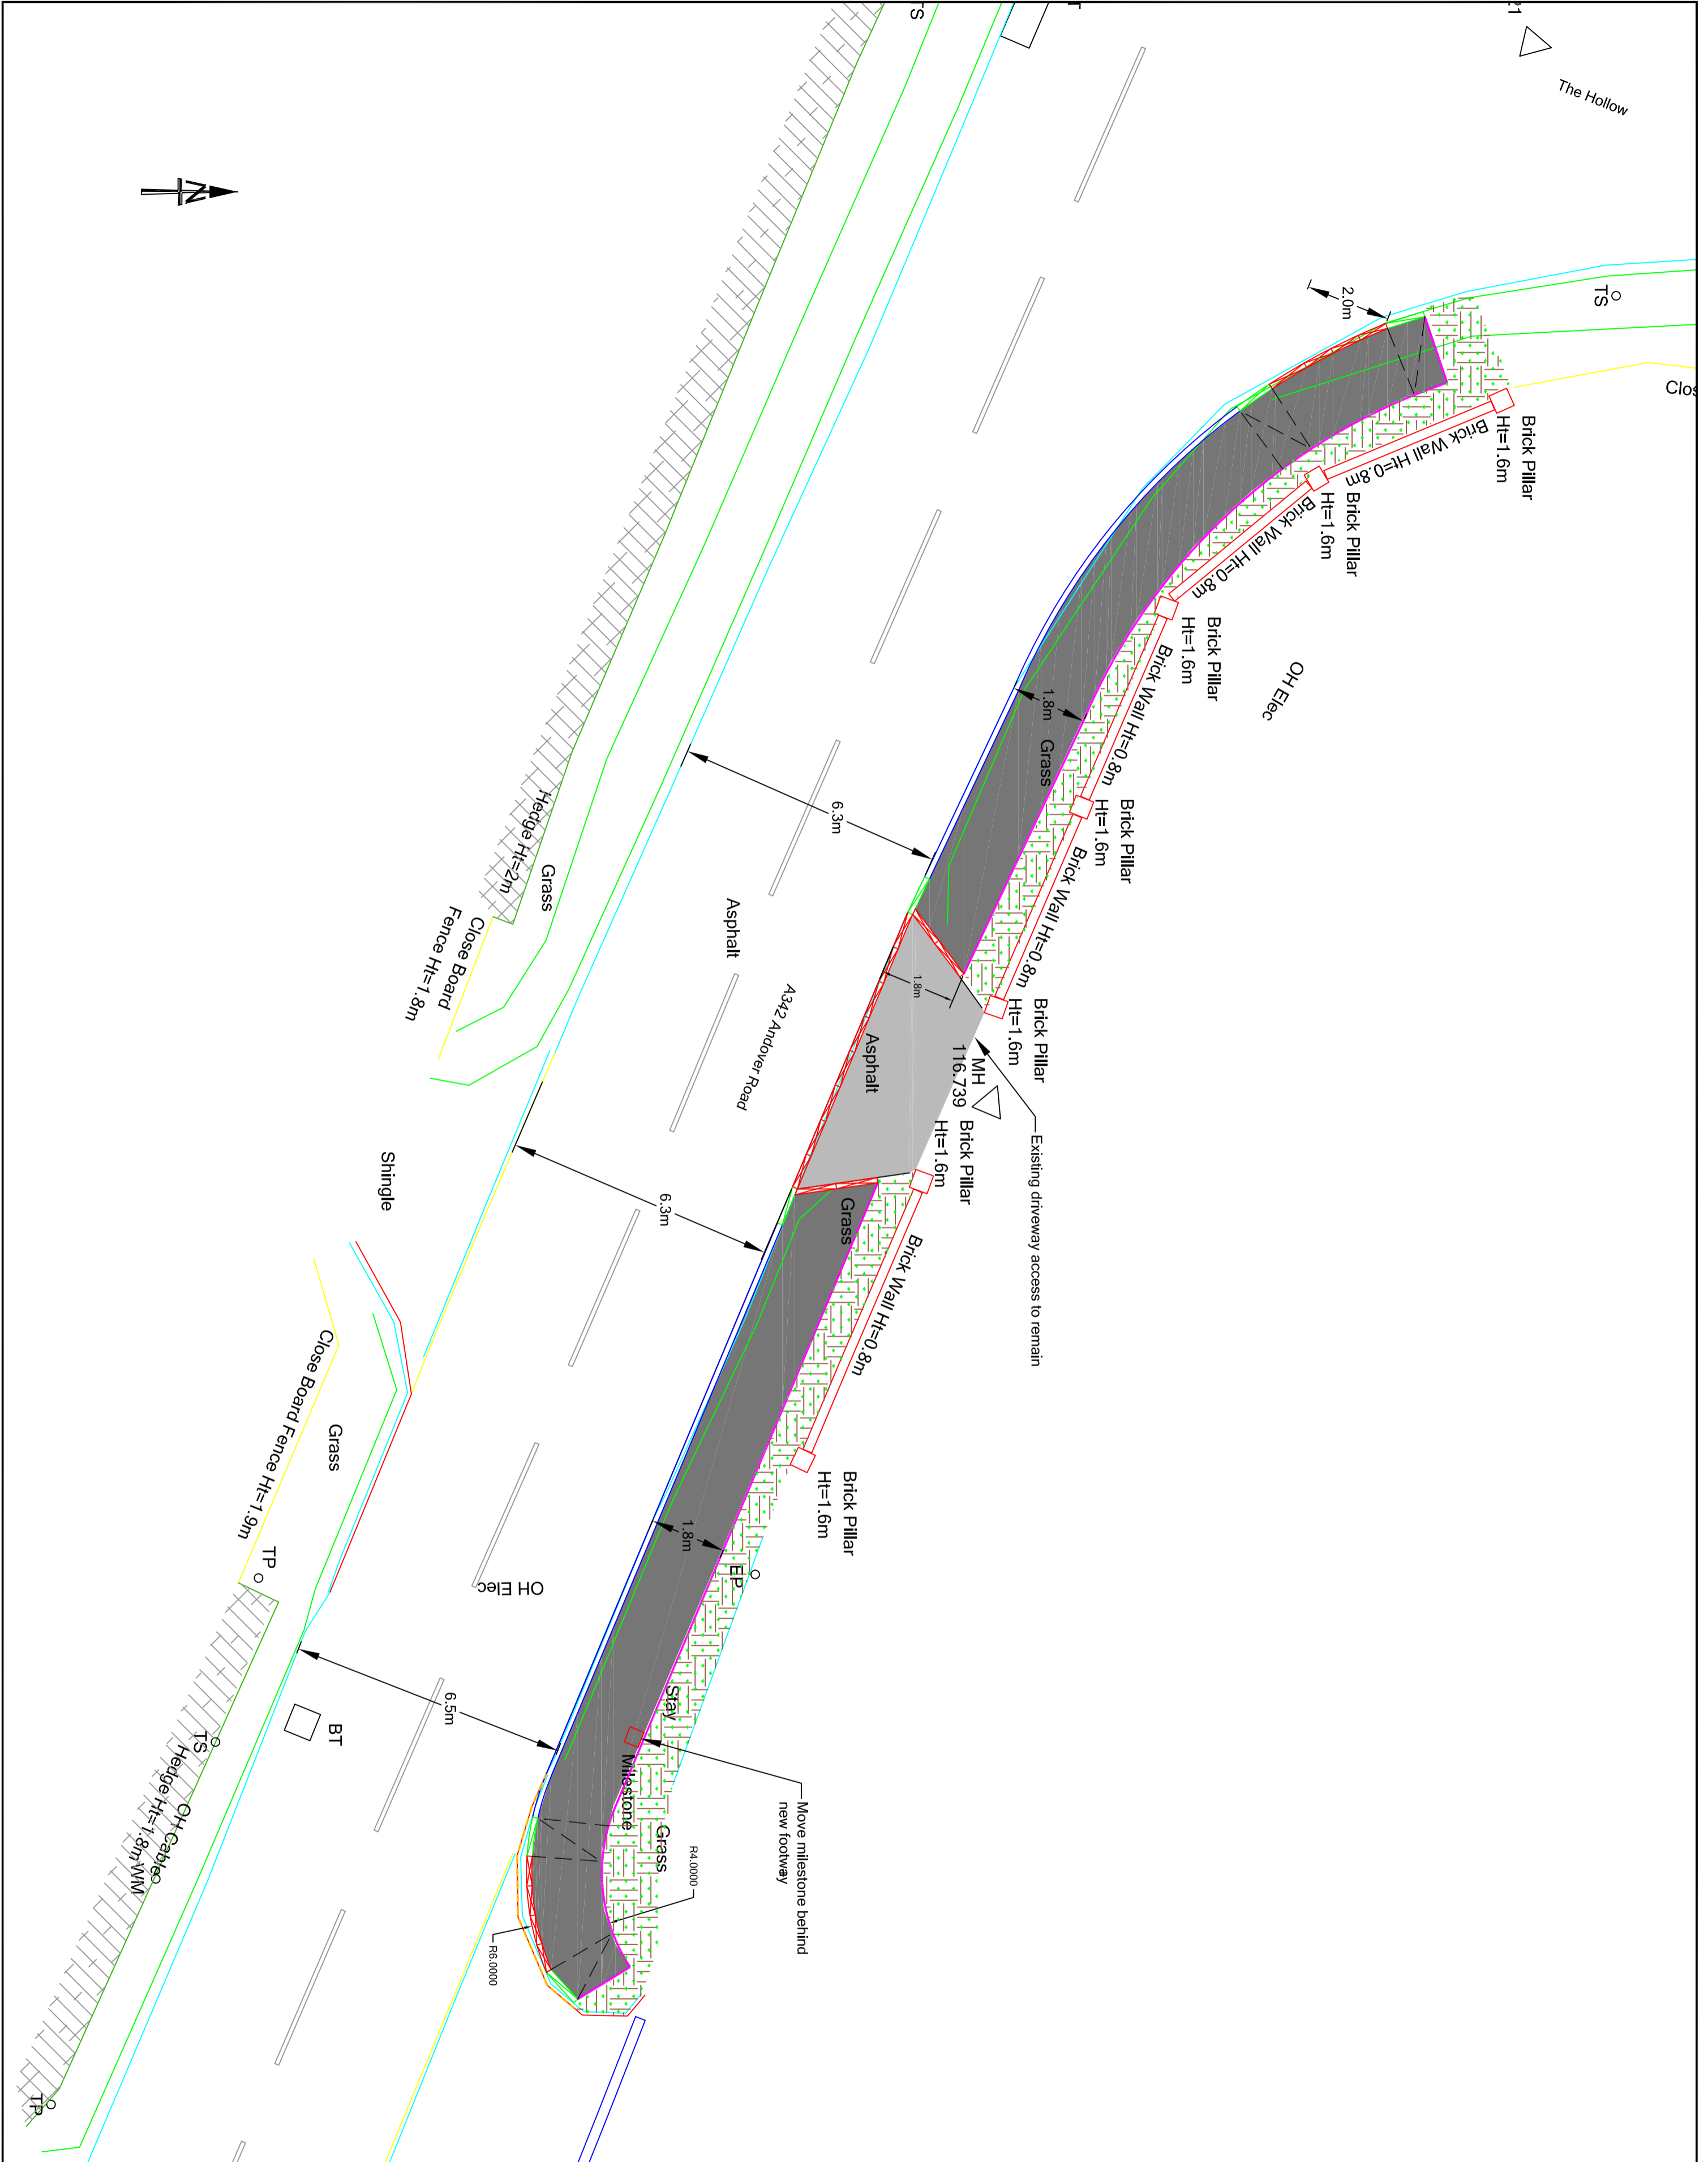 S
21
The Hollow
N
TS
2.0m
Clos
Brick Pillar
Ht=1.6m
Brick Wall Ht=0.8m
Brick Pillar
Ht=1.6m
Brick Wall Ht=0.8m
Brick Pillar
Ht=1.6m
OH Elec
Brick Wall Ht=0.8m
1.8m
Grass
Brick Pillar
Ht=1.6m
Brick Wall Ht=0.8m
6.3m
Hedge Ht=2m
Grass
Close Board
Fence Ht=1.8m
Asphalt
A342 Andover Road
1.8m
Asphalt
Brick Pillar
Ht=1.6m
MH
116.739
Existing driveway access to remain
Brick Pillar
Ht=1.6m
Grass
Brick Wall Ht=0.8m
Shingle
6.3m
Close Board Fence Ht=1.9m
Grass
Brick Pillar
Ht=1.6m
1.8m
EP
TP
OH Elec
6.5m
BT
TS
Hedge Ht=1.8m
OH Cable
WM
Stay
Milestone
Grass
Move milestone behind
new footway
R4.0000
R6.0000
TP